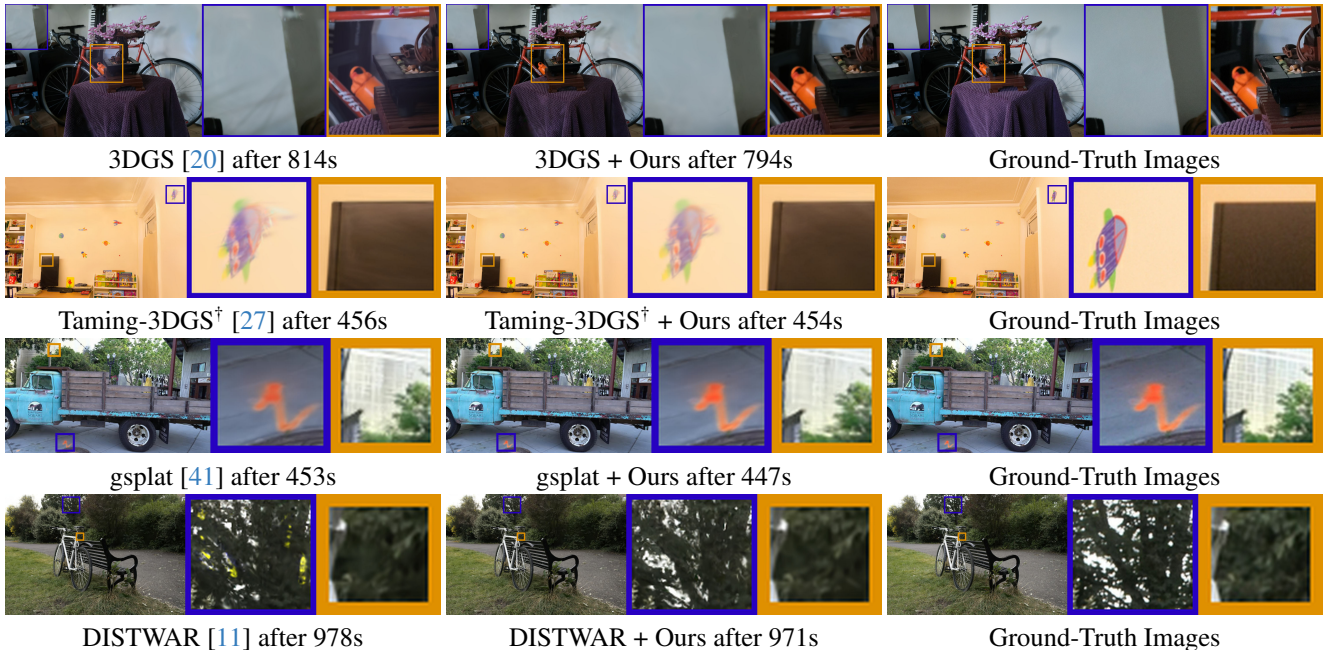 3DGS [20] after 814s
3DGS + Ours after 794s
Ground-Truth Images
Taming-3DGS† [27] after 456s
Taming-3DGS† + Ours after 454s
Ground-Truth Images
gsplat [41] after 453s
gsplat + Ours after 447s
Ground-Truth Images
DISTWAR [11] after 978s
DISTWAR + Ours after 971s
Ground-Truth Images